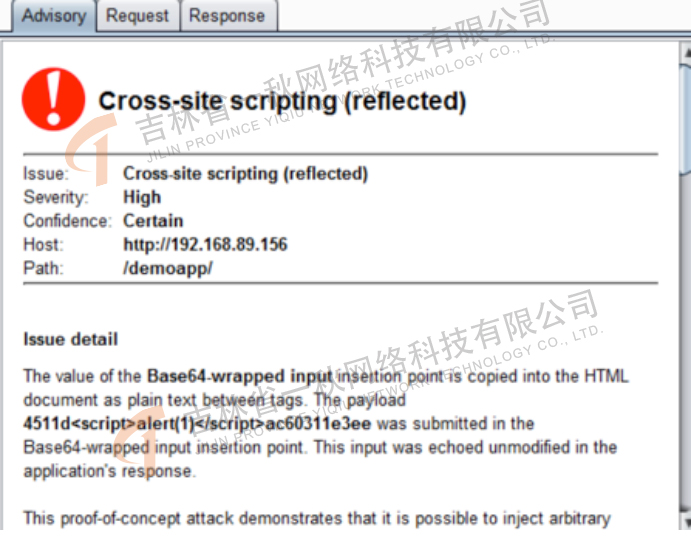 Advisory Request Response
Cross-site scripting (reflected)
吉林省一秋网络科技有限公司
JILIN PROVINCE YIQIU NETWORK TECHNOLOGY CO., LTD.
Issue: Cross-site scripting (reflected)
Severity: High
Confidence: Certain
Host: http://192.168.89.156
Path: /demoapp/
Issue detail
The value of the Base64-wrapped input insertion point is copied into the HTML
document as plain text between tags. The payload
4511d<script>alert(1)</script>ac60311e3ee was submitted in the
Base64-wrapped input insertion point. This input was echoed unmodified in the
application's response.
吉林省一秋网络科技有限公司
JILIN PROVINCE YIQIU NETWORK TECHNOLOGY CO., LTD.
This proof-of-concept attack demonstrates that it is possible to inject arbitrary